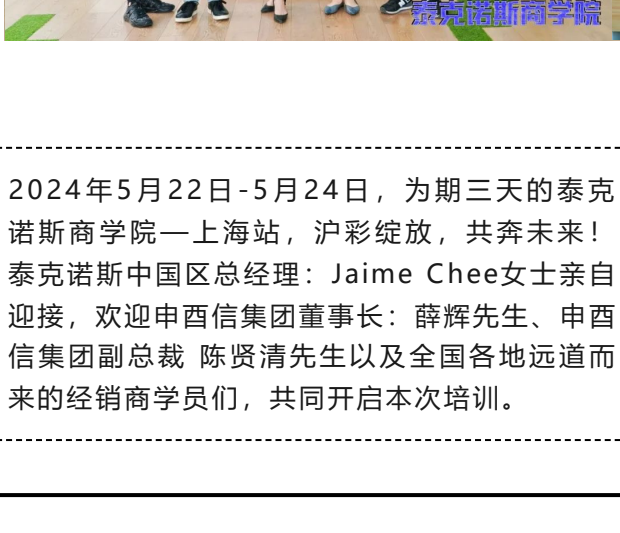 泰克诺斯商学院
2024年5月22日-5月24日，为期三天的泰克
诺斯商学院—上海站，沪彩绽放，共奔未来！
泰克诺斯中国区总经理：Jaime Chee女士亲自
迎接，欢迎申酉信集团董事长：薛辉先生、申酉
信集团副总裁 陈贤清先生以及全国各地远道而
来的经销商学员们，共同开启本次培训。